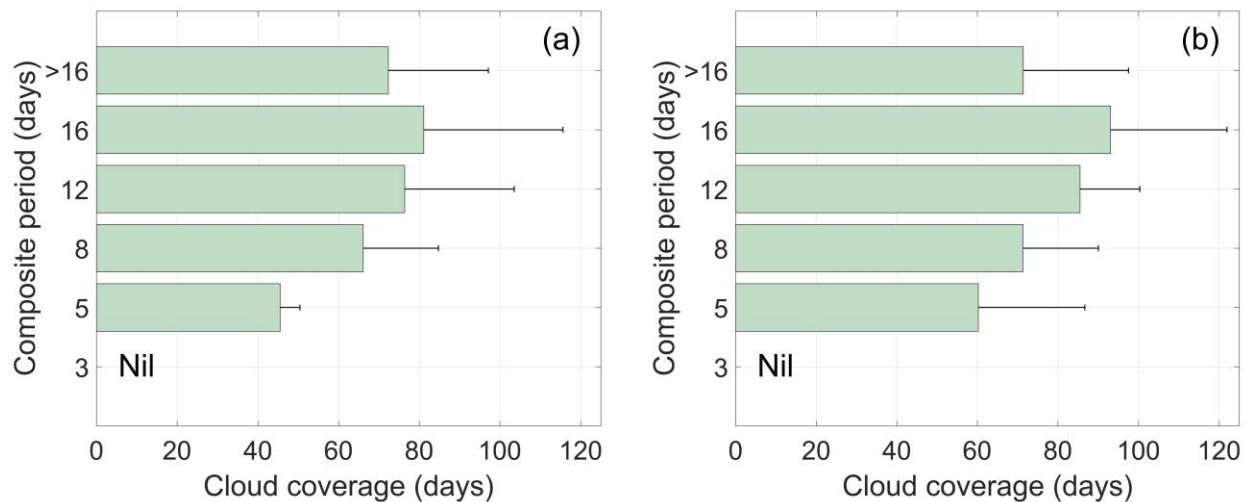 (a)
Composite period (days)
>16
16
12
8
5
3
Nil
0 20 40 60 80 100 120
Cloud coverage (days)
(b)
Composite period (days)
>16
16
12
8
5
3
Nil
0 20 40 60 80 100 120
Cloud coverage (days)